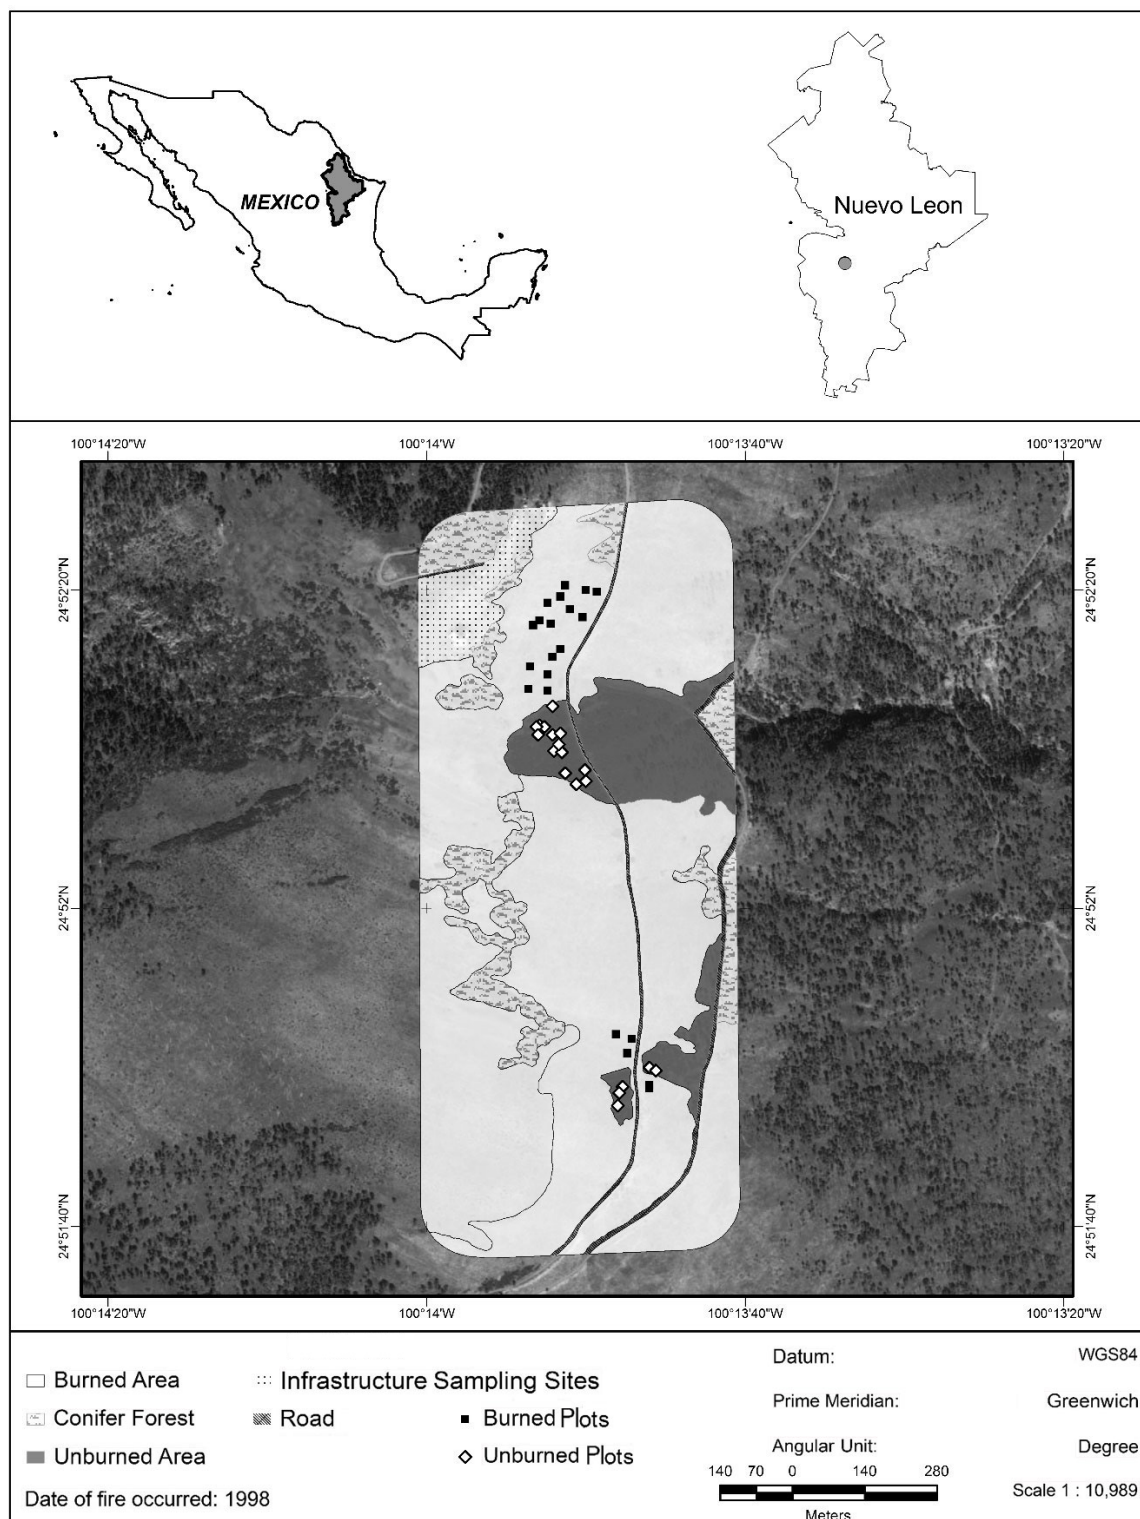 MEXICO
Nuevo Leon
100°14'20"W 100°14'W 100°13'40"W 100°13'20"W
24°52'20"N 24°52'20"N
24°52'N 24°52'N
24°51'40"N 24°51'40"N
100°14'20"W 100°14'W 100°13'40"W 100°13'20"W
Burned Area
Conifer Forest
Unburned Area
Infrastructure Sampling Sites
Road
Burned Plots
Unburned Plots
Date of fire occurred: 1998
Datum: WGS84
Prime Meridian: Greenwich
Angular Unit: Degree
140 70 0 140 280
Meters
Scale 1 : 10,989